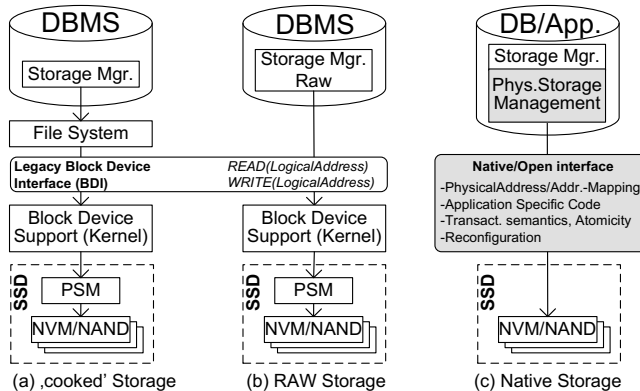 DBMS
Storage Mgr.
File System
DBMS
Storage Mgr.
Raw
DB/App.
Storage Mgr.
Phys.Storage
Management
Legacy Block Device
Interface (BDI)
READ(LogicalAddress)
WRITE(LogicalAddress)
Native/Open interface
-PhysicalAddress/Addr.-Mapping
-Application Specific Code
-Transact. semantics, Atomicity
-Reconfiguration
Block Device
Support (Kernel)
Block Device
Support (Kernel)
SSD
PSM
NVM/NAND
SSD
PSM
NVM/NAND
SSD
NVM/NAND
(a) ‚cooked' Storage
(b) RAW Storage
(c) Native Storage